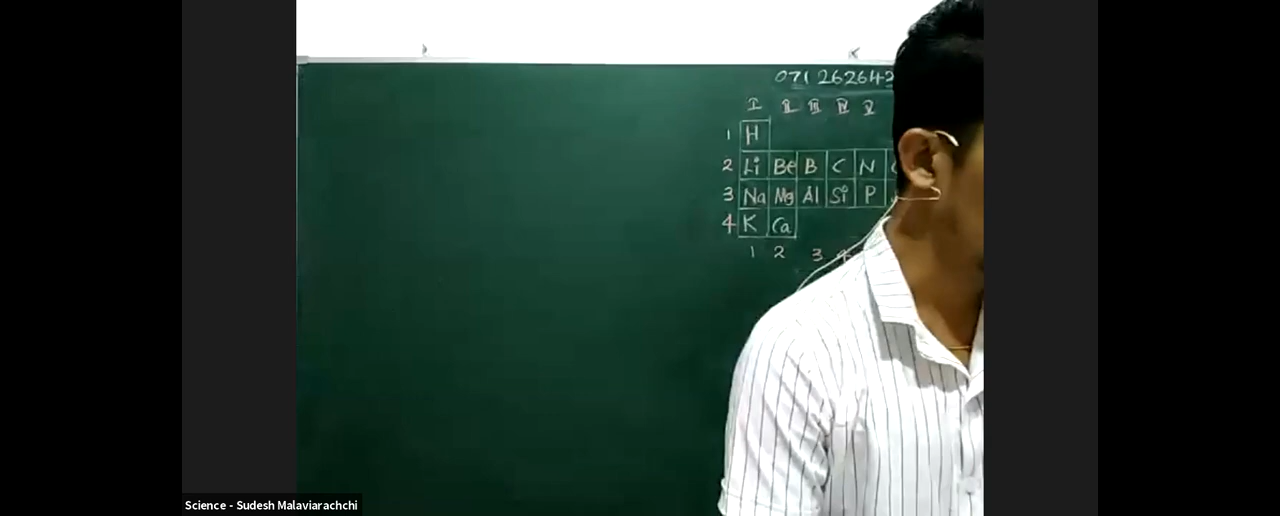 071 262642
I II III IV V
1 H
2 Li Be B C N
3 Na Mg Al Si P
4 K Ca
1 2 3 4
Science - Sudesh Malaviarachchi